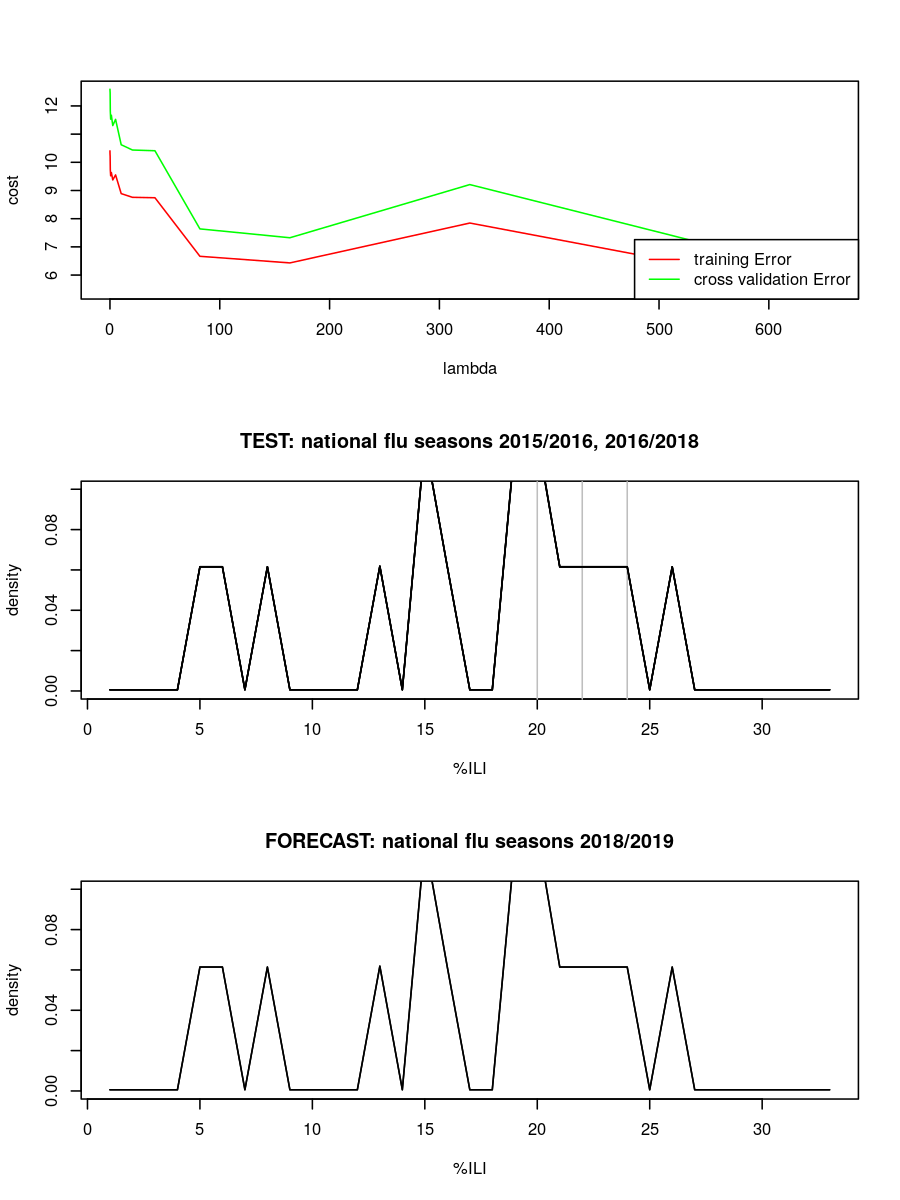 12
10
9
8
7
6
cost
training Error
cross validation Error
0 100 200 300 400 500 600
lambda
TEST: national flu seasons 2015/2016, 2016/2018
0.08
0.04
0.00
density
0 5 10 15 20 25 30
%ILI
FORECAST: national flu seasons 2018/2019
0.08
0.04
0.00
density
0 5 10 15 20 25 30
%ILI